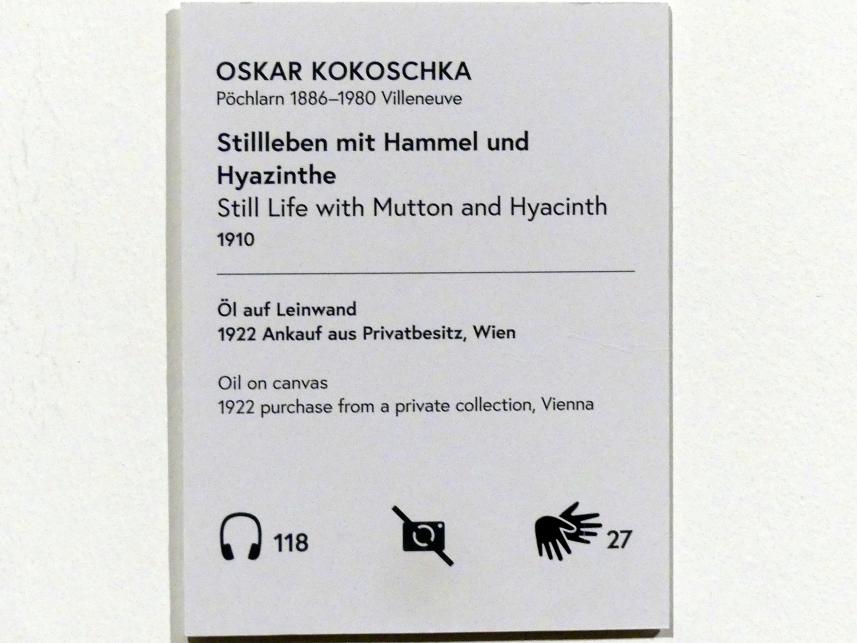 OSKAR KOKOSCHKA
Pöchlarn 1886–1980 Villeneuve
Stillleben mit Hammel und
Hyazinthe
Still Life with Mutton and Hyacinth
1910
Öl auf Leinwand
1922 Ankauf aus Privatbesitz, Wien
Oil on canvas
1922 purchase from a private collection, Vienna
118 27